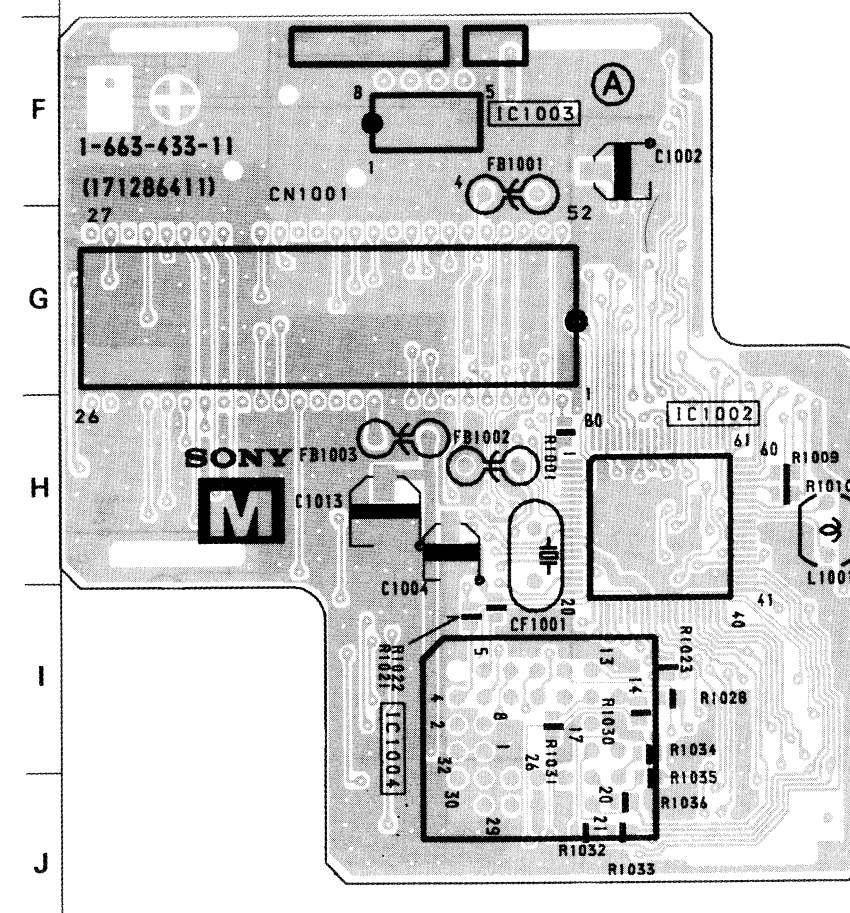 F
8
5
IC1003
A
1-663-433-11
1
FB1001
C1002
(171286411)
CN1001
4
27
52
G
1
26
80
IC1002
SONY
FB1003
FB1002
R1101
1
61
60
R1009
H
M
C1013
R1010
L1001
C1004
CF1001
20
41
40
I
R1022
R1021
5
13
R1023
14
R1028
4
2
8
1
R1030
17
IC1004
R1031
26
R1034
32
R1035
30
20
R1036
29
21
J
R1032
R1033